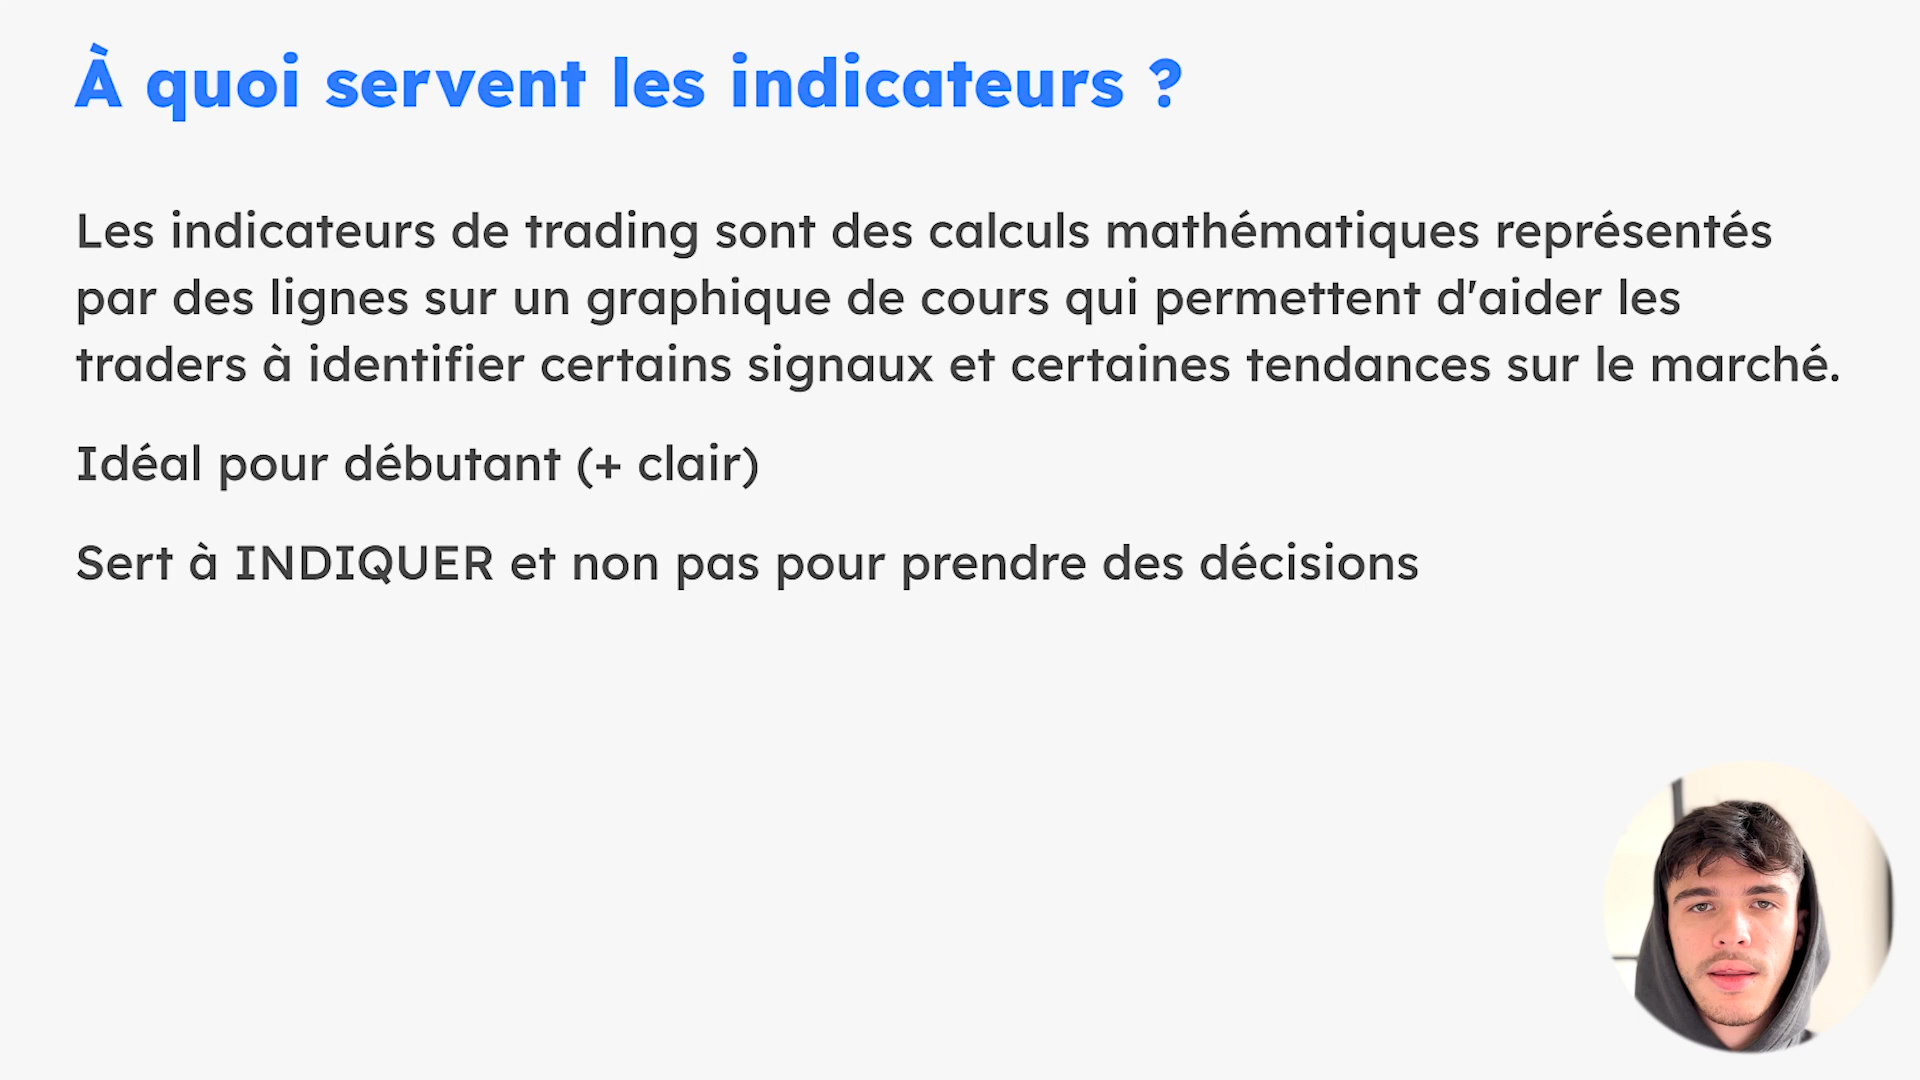 À quoi servent les indicateurs ?
Les indicateurs de trading sont des calculs mathématiques représentés
par des lignes sur un graphique de cours qui permettent d'aider les
traders à identifier certains signaux et certaines tendances sur le marché.
Idéal pour débutant (+ clair)
Sert à INDIQUER et non pas pour prendre des décisions